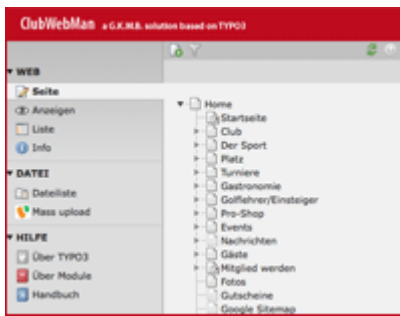 ClubWebMan a G.K.M.B. solution based on TYPO3
WEB
Seite
Anzeigen
Liste
Info
DATEI
Dateiliste
Mass upload
HILFE
Über TYPO3
Über Module
Handbuch
Home
Startseite
Club
Der Sport
Platz
Turniere
Gastronomie
Golflehrer/Einsteiger
Pro-Shop
Events
Nachrichten
Gäste
Mitglied werden
Fotos
Gutscheine
Google Sitemap